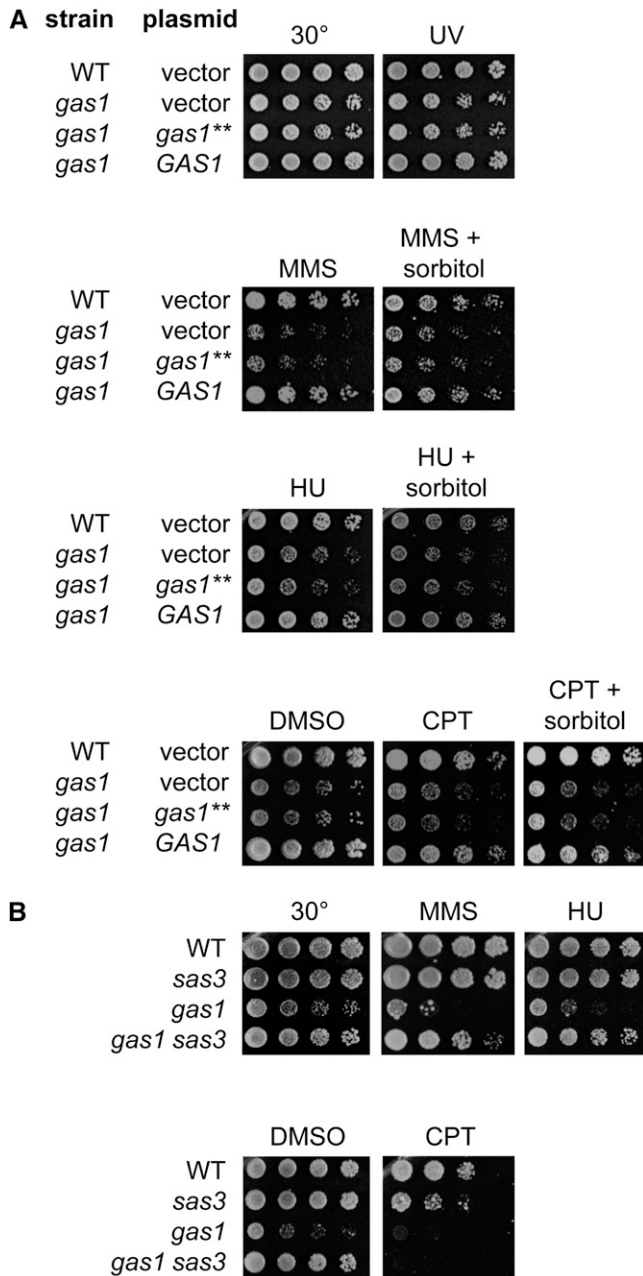 A strain plasmid
30° UV
WT vector
gas1 vector
gas1 gas1**
gas1 GAS1
MMS MMS +
sorbitol
WT vector
gas1 vector
gas1 gas1**
gas1 GAS1
HU HU +
sorbitol
WT vector
gas1 vector
gas1 gas1**
gas1 GAS1
DMSO CPT CPT +
sorbitol
WT vector
gas1 vector
gas1 gas1**
gas1 GAS1
B 30° MMS HU
WT
sas3
gas1
gas1 sas3
DMSO CPT
WT
sas3
gas1
gas1 sas3